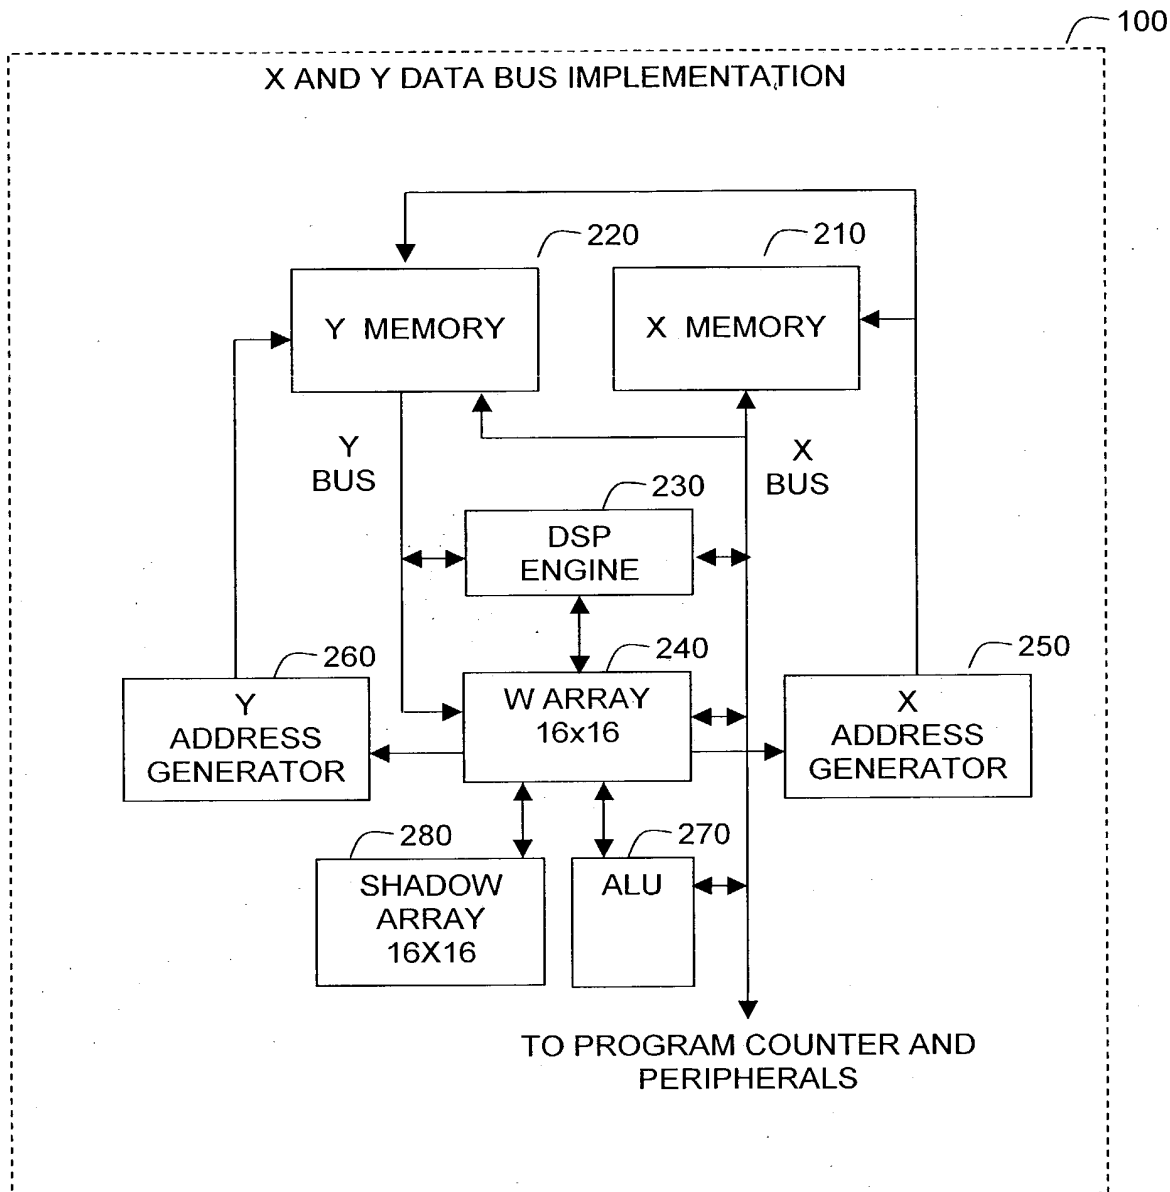 100
X AND Y DATA BUS IMPLEMENTATION
220
210
Y MEMORY
X MEMORY
Y
BUS
X
BUS
230
DSP
ENGINE
260
240
250
Y
ADDRESS
GENERATOR
W ARRAY
16x16
X
ADDRESS
GENERATOR
280
270
SHADOW
ARRAY
16X16
ALU
TO PROGRAM COUNTER AND
PERIPHERALS